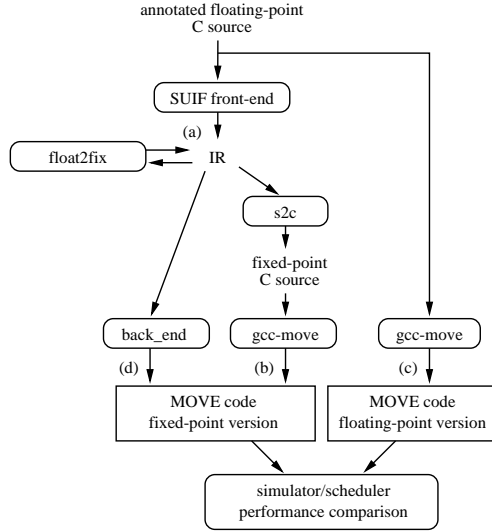 annotated floating-point
C source
SUIF front-end
(a)
float2fix
IR
s2c
fixed-point
C source
back_end
gcc-move
gcc-move
(d)
(b)
(c)
MOVE code
fixed-point version
MOVE code
floating-point version
simulator/scheduler
performance comparison